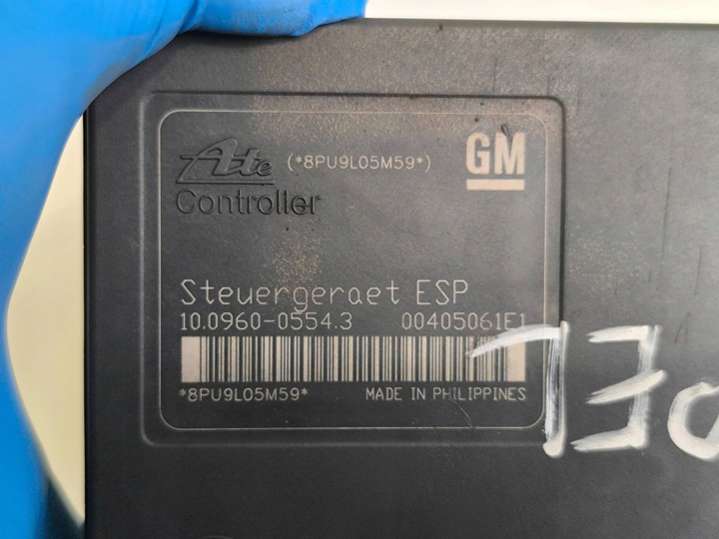 Ate (*8PU9L05M59*) GM
Controller
Steuergeraet ESP
10.0960-0554.3 00405061E1
*8PU9L05M59* MADE IN PHILIPPINES